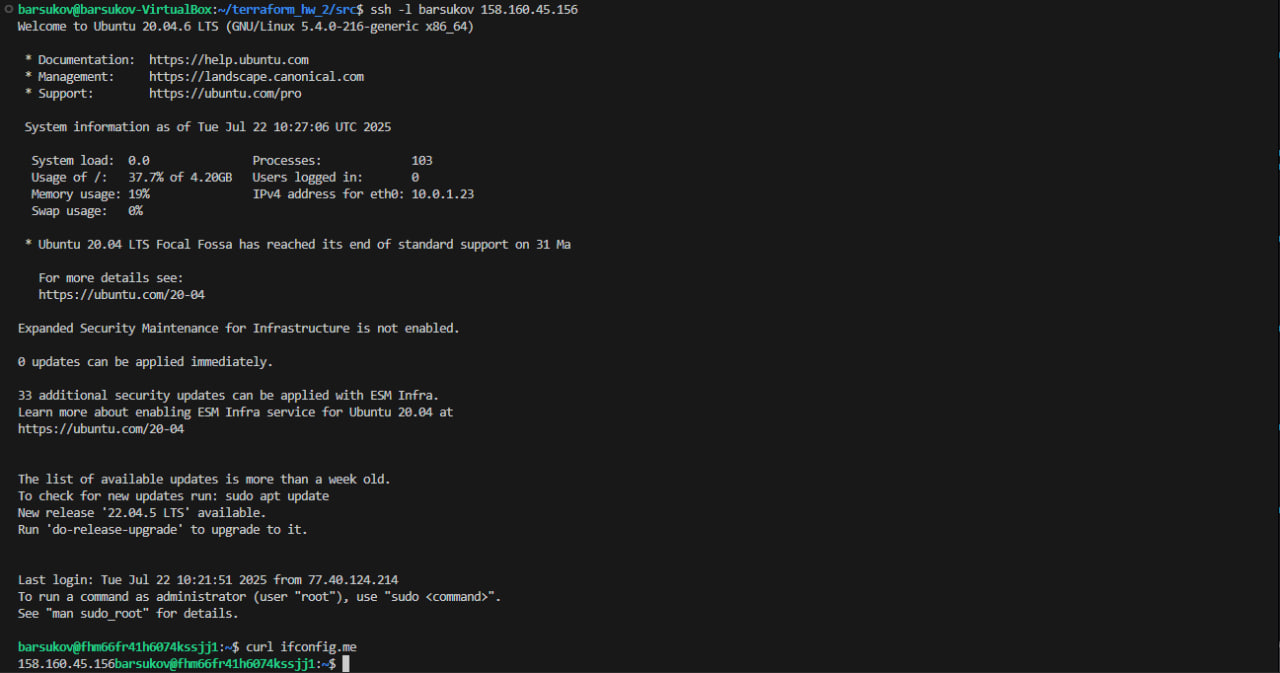 barsukov@barsukov-VirtualBox:~/terraform_hw_2/src$ ssh -l barsukov 158.160.45.156
Welcome to Ubuntu 20.04.6 LTS (GNU/Linux 5.4.0-216-generic x86_64)

 * Documentation:  https://help.ubuntu.com
 * Management:     https://landscape.canonical.com
 * Support:        https://ubuntu.com/pro

 System information as of Tue Jul 22 10:27:06 UTC 2025

  System load:  0.0               Processes:             103
  Usage of /:   37.7% of 4.20GB   Users logged in:       0
  Memory usage: 19%               IPv4 address for eth0: 10.0.1.23
  Swap usage:   0%

 * Ubuntu 20.04 LTS Focal Fossa has reached its end of standard support on 31 Ma

   For more details see:
   https://ubuntu.com/20-04

Expanded Security Maintenance for Infrastructure is not enabled.

0 updates can be applied immediately.

33 additional security updates can be applied with ESM Infra.
Learn more about enabling ESM Infra service for Ubuntu 20.04 at
https://ubuntu.com/20-04

The list of available updates is more than a week old.
To check for new updates run: sudo apt update
New release '22.04.5 LTS' available.
Run 'do-release-upgrade' to upgrade to it.

Last login: Tue Jul 22 10:21:51 2025 from 77.40.124.214
To run a command as administrator (user "root"), use "sudo <command>".
See "man sudo_root" for details.

barsukov@fhm66fr41h6074kssjj1:~$ curl ifconfig.me
158.160.45.156barsukov@fhm66fr41h6074kssjj1:~$